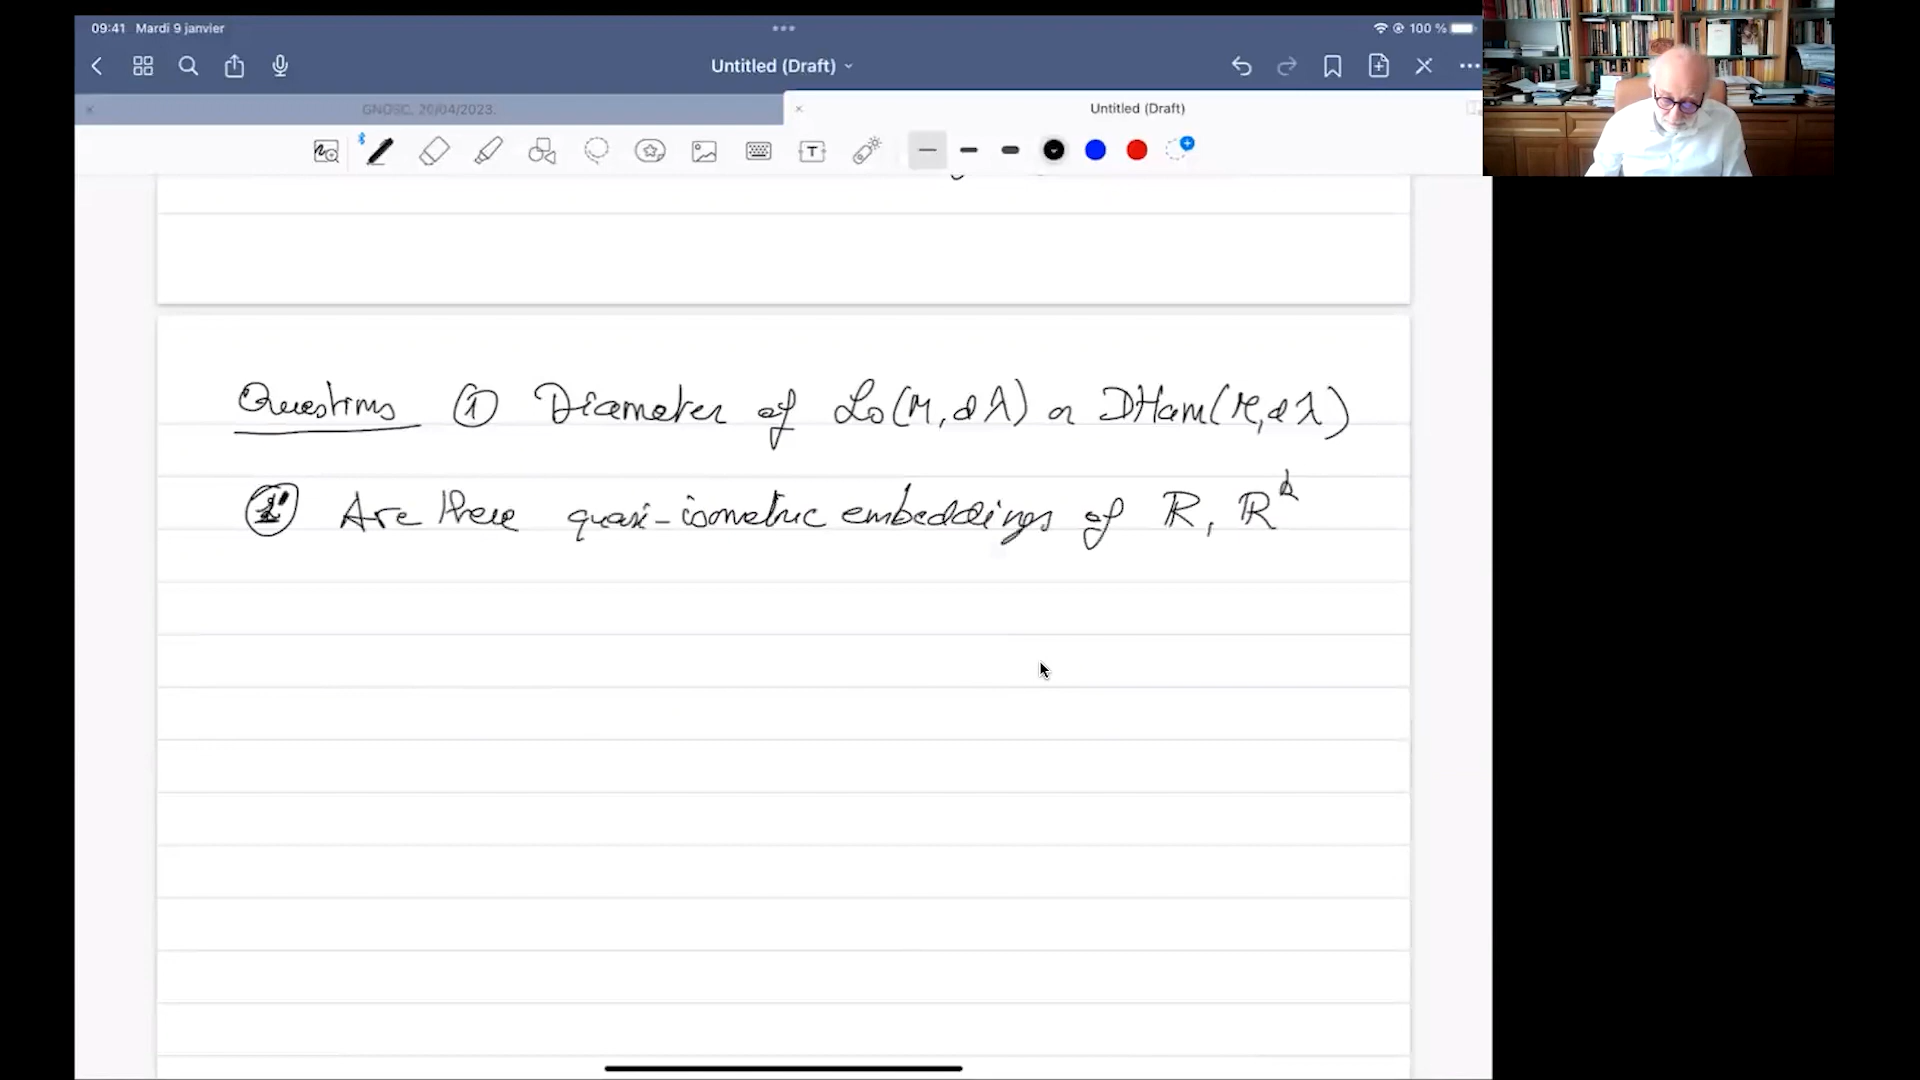 09:41 Mardi 9 janvier
100 %
Untitled (Draft)
GNOSC, 20/04/2023.
Untitled (Draft)
Questions ① Diameter of 𝓛₀(M, dλ) or DHam(M, dλ)
①' Are there quasi-isometric embeddings of ℝ, ℝᵏ